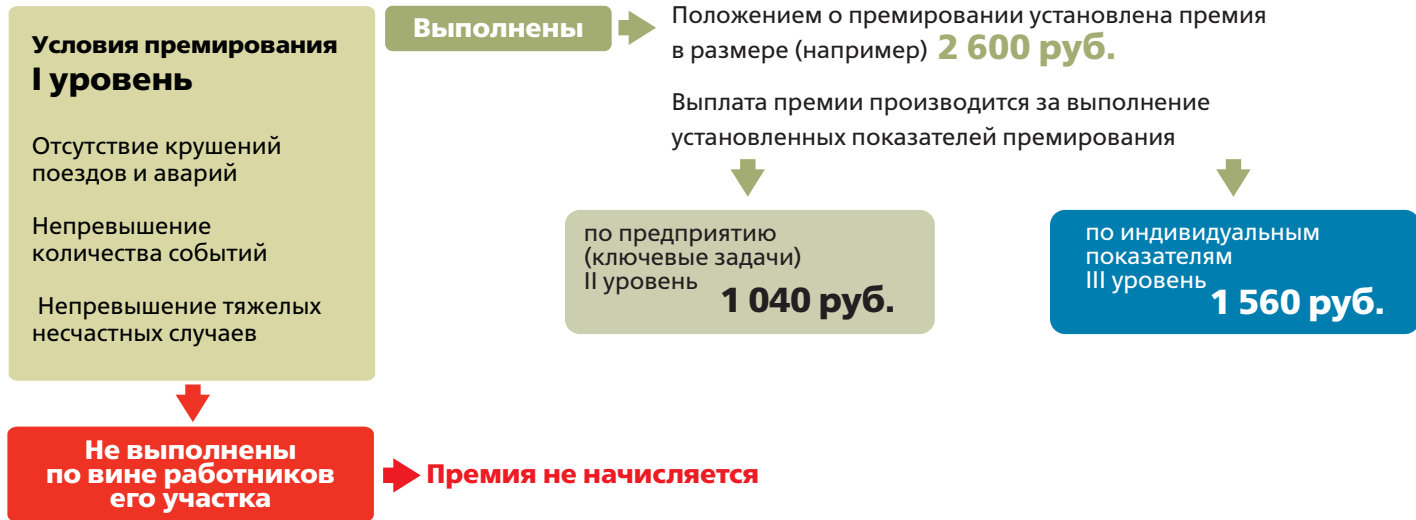 Условия премирования
I уровень
Отсутствие крушений
поездов и аварий
Непревышение
количества событий
Непревышение тяжелых
несчастных случаев
Выполнены
Положением о премировании установлена премия
в размере (например) 2 600 руб.
Выплата премии производится за выполнение
установленных показателей премирования
по предприятию
(ключевые задачи)
II уровень
1 040 руб.
по индивидуальным
показателям
III уровень
1 560 руб.
Не выполнены
по вине работников
его участка
Премия не начисляется